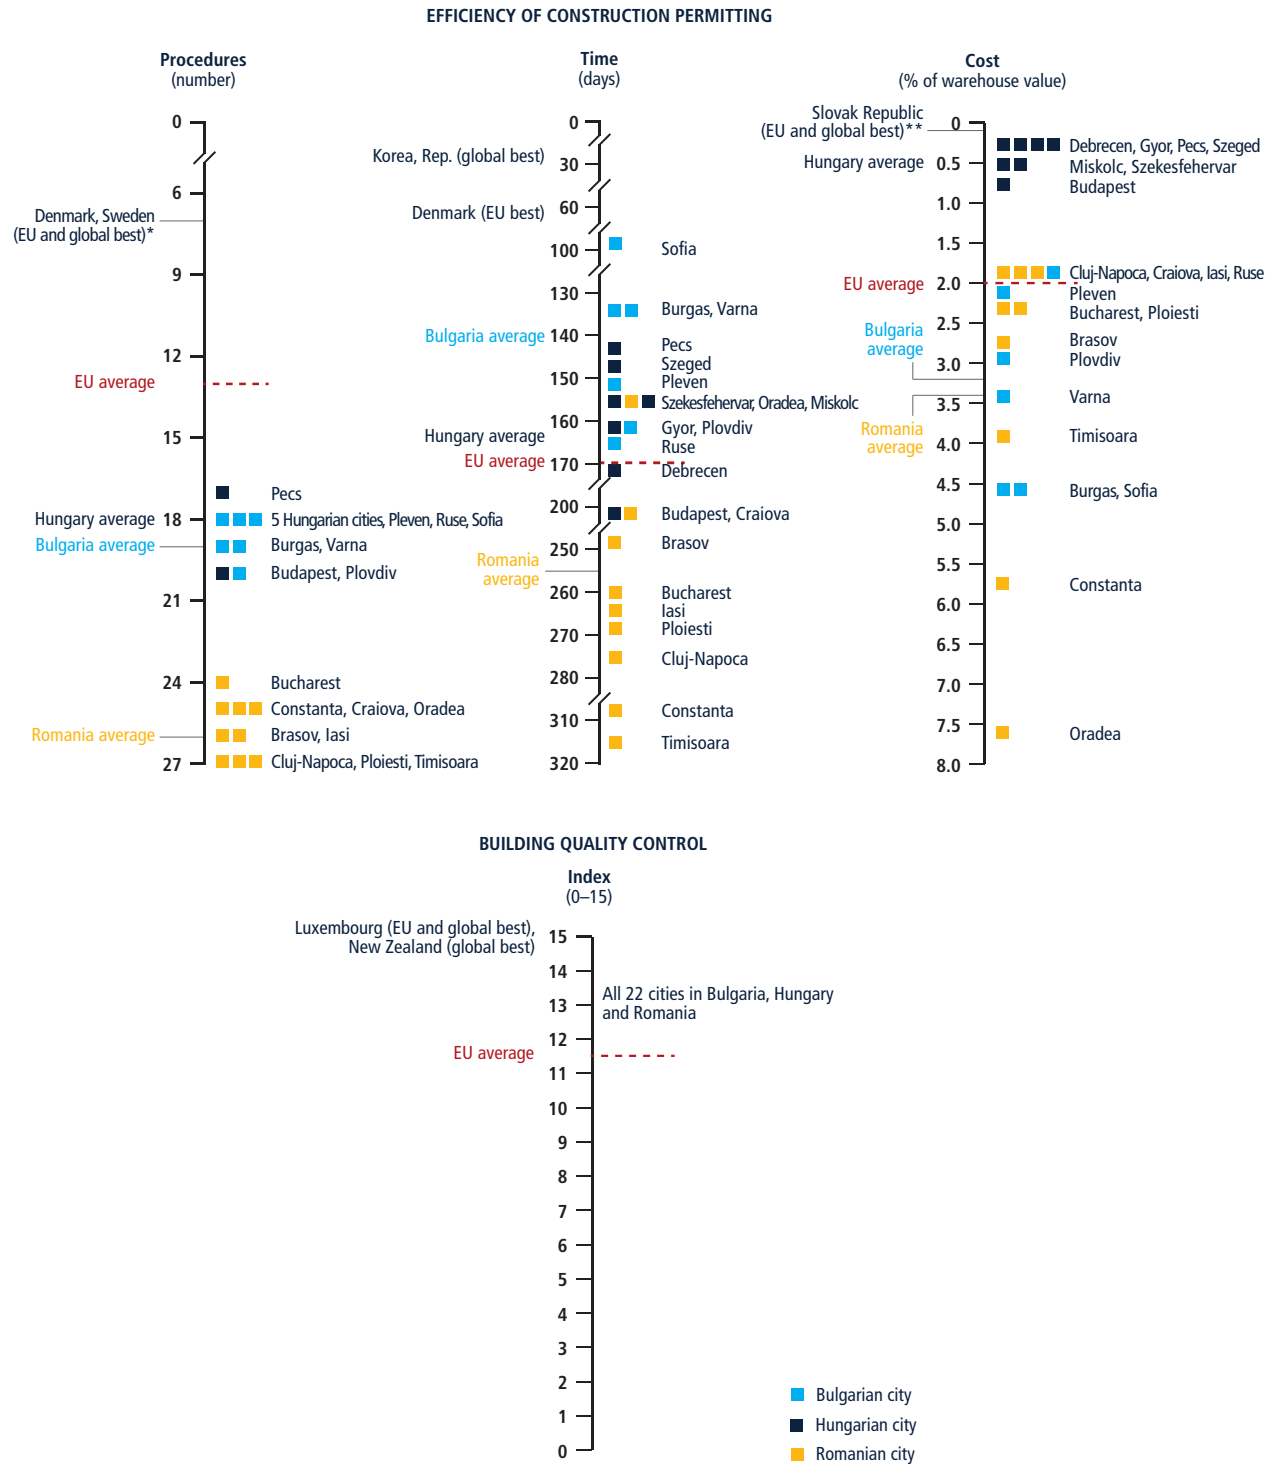 EFFICIENCY OF CONSTRUCTION PERMITTING
Procedures
(number)
0
6
Denmark, Sweden
(EU and global best)*
9
12
EU average
15
Pecs
Hungary average 18 5 Hungarian cities, Pleven, Ruse, Sofia
Bulgaria average Burgas, Varna
Budapest, Plovdiv
21
24 Bucharest
Constanta, Craiova, Oradea
Romania average Brasov, Iasi
27 Cluj-Napoca, Ploiesti, Timisoara
Time
(days)
0
Korea, Rep. (global best)
30
Denmark (EU best) 60
100 Sofia
130
Burgas, Varna
Bulgaria average 140
Pecs
Szeged
150 Pleven
Szekesfehervar, Oradea, Miskolc
160 Gyor, Plovdiv
Hungary average
Ruse
EU average 170
Debrecen
200 Budapest, Craiova
250 Brasov
Romania
average
260 Bucharest
Iasi
270 Ploiesti
Cluj-Napoca
280
310 Constanta
Timisoara
320
Cost
(% of warehouse value)
Slovak Republic
(EU and global best)**
0
Debrecen, Gyor, Pecs, Szeged
Hungary average 0.5 Miskolc, Szekesfehervar
Budapest
1.0
1.5
Cluj-Napoca, Craiova, Iasi, Ruse
EU average 2.0
Pleven
Bucharest, Ploiesti
2.5
Bulgaria
average
Brasov
Plovdiv
3.0
Varna
3.5
Romania
average
Timisoara
4.0
4.5 Burgas, Sofia
5.0
5.5
Constanta
6.0
6.5
7.0
7.5
Oradea
8.0
BUILDING QUALITY CONTROL
Index
(0–15)
Luxembourg (EU and global best),
New Zealand (global best)
15
14
All 22 cities in Bulgaria, Hungary
and Romania
13
12
EU average
11
10
9
8
7
6
5
4
3
2
1
0
Bulgarian city
Hungarian city
Romanian city